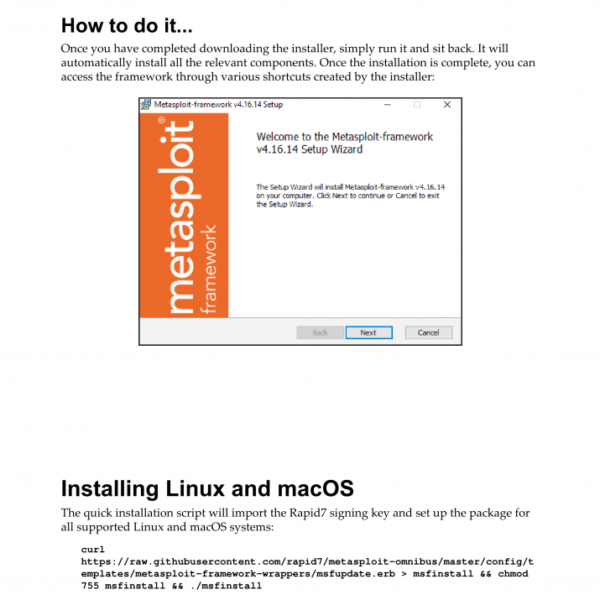 How to do it...
Once you have completed downloading the installer, simply run it and sit back. It will
automatically install all the relevant components. Once the installation is complete, you can
access the framework through various shortcuts created by the installer:
Metasploit-framework v4.16.14 Setup
metasploit®
framework
Welcome to the Metasploit-framework
v4.16.14 Setup Wizard
The Setup Wizard will install Metasploit-framework v4.16.14
on your computer. Click Next to continue or Cancel to exit
the Setup Wizard.
Back Next Cancel
Installing Linux and macOS
The quick installation script will import the Rapid7 signing key and set up the package for
all supported Linux and macOS systems:
curl
https://raw.githubusercontent.com/rapid7/metasploit-omnibus/master/config/t
emplates/metasploit-framework-wrappers/msfupdate.erb > msfinstall && chmod
755 msfinstall && ./msfinstall